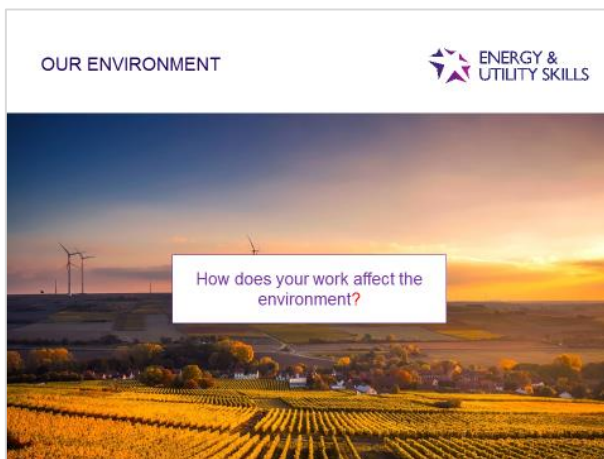 OUR ENVIRONMENT
ENERGY &
UTILITY SKILLS
How does your work affect the
environment?